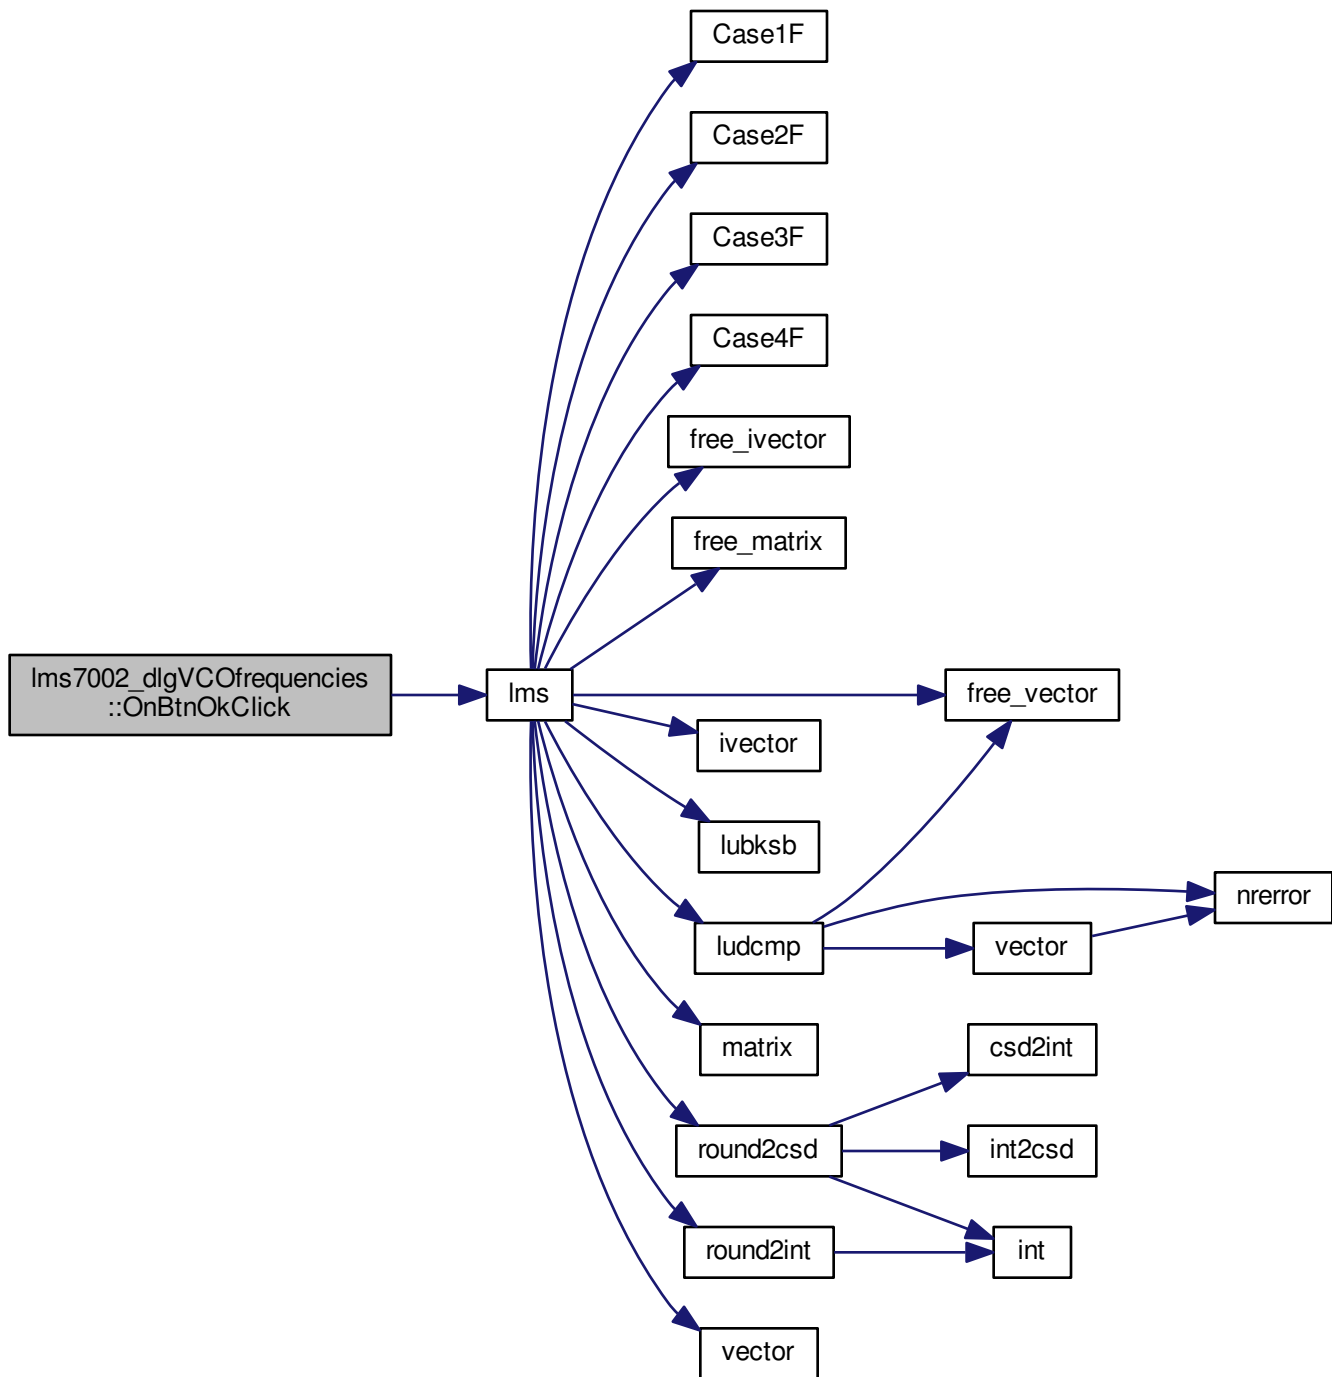 Case1F
Case2F
Case3F
Case4F
free_ivector
free_matrix
lms7002_dlgVCOfrequencies
::OnBtnOkClick
lms
free_vector
ivector
lubksb
nrerror
ludcmp
vector
matrix
csd2int
round2csd
int2csd
round2int
int
vector